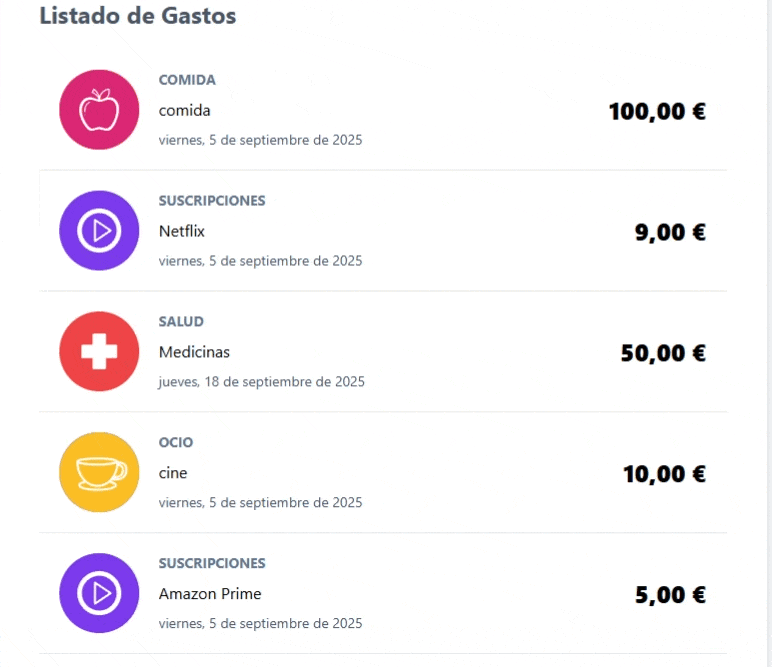 Listado de Gastos
COMIDA
comida
100,00 €
viernes, 5 de septiembre de 2025
SUSCRIPCIONES
Netflix
9,00 €
viernes, 5 de septiembre de 2025
SALUD
Medicinas
50,00 €
jueves, 18 de septiembre de 2025
OCIO
cine
10,00 €
viernes, 5 de septiembre de 2025
SUSCRIPCIONES
Amazon Prime
5,00 €
viernes, 5 de septiembre de 2025